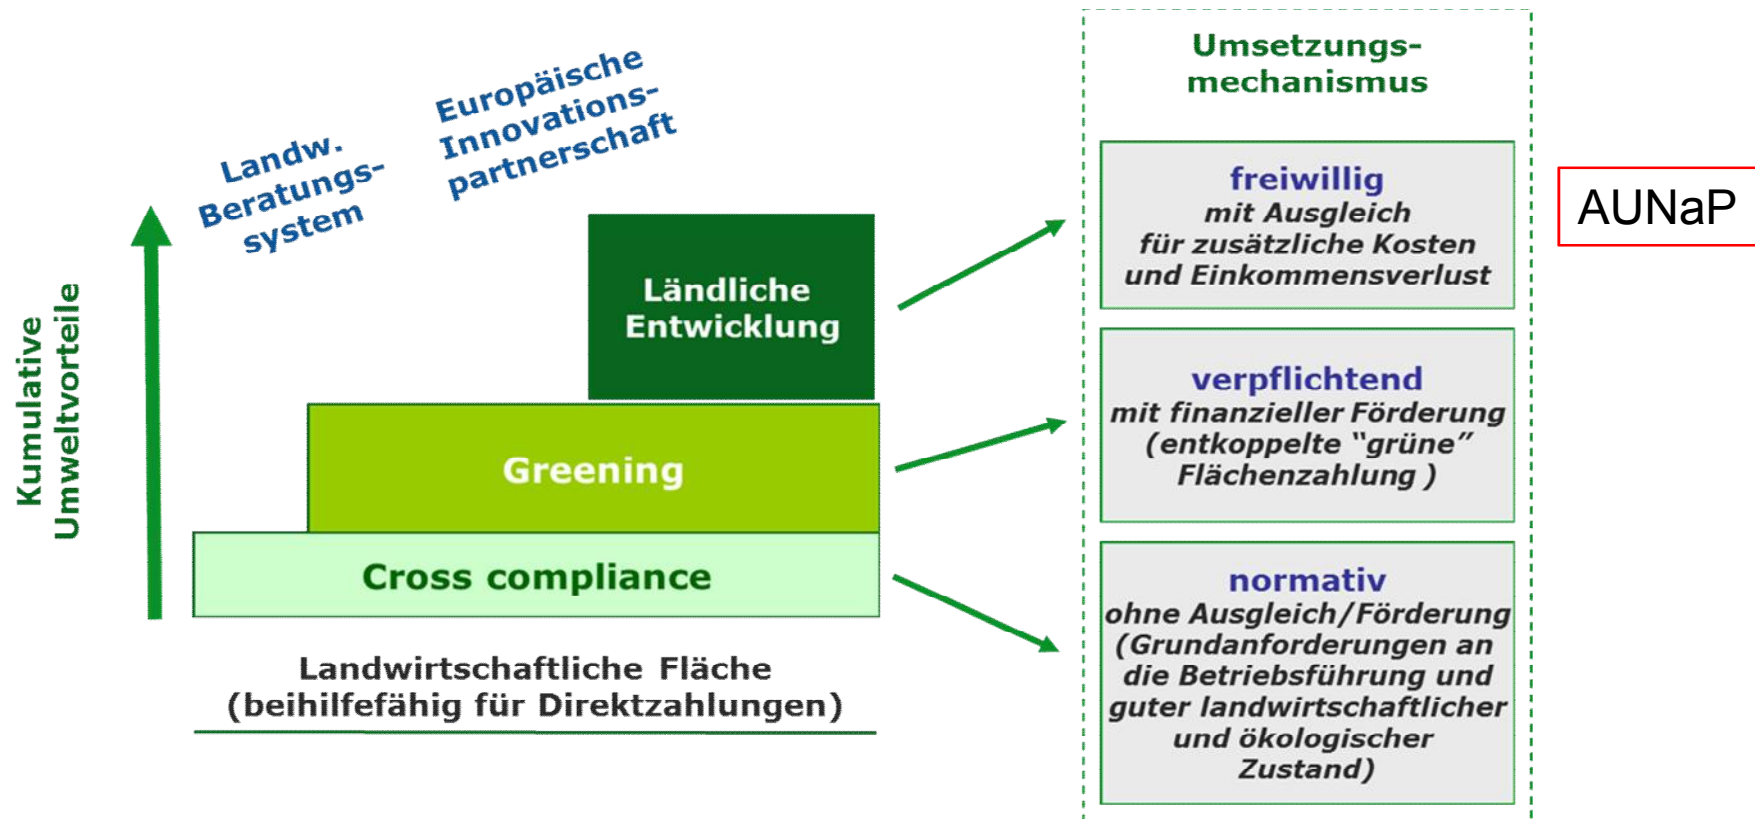 Landw.
Beratungs-
system
Europäische
Innovations-
partnerschaft
Kumulative
Umweltvorteile
Ländliche
Entwicklung
Greening
Cross compliance
Landwirtschaftliche Fläche
(beihilfefähig für Direktzahlungen)
Umsetzungs-
mechanismus
freiwillig
mit Ausgleich
für zusätzliche Kosten
und Einkommensverlust
verpflichtend
mit finanzieller Förderung
(entkoppelte “grüne”
Flächenzahlung )
normativ
ohne Ausgleich/Förderung
(Grundanforderungen an
die Betriebsführung und
guter landwirtschaftlicher
und ökologischer
Zustand)
AUNaP